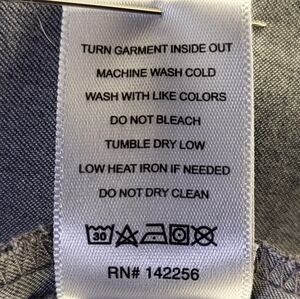 TURN GARMENT INSIDE OUT
MACHINE WASH COLD
WASH WITH LIKE COLORS
DO NOT BLEACH
TUMBLE DRY LOW
LOW HEAT IRON IF NEEDED
DO NOT DRY CLEAN
30
RN# 142256